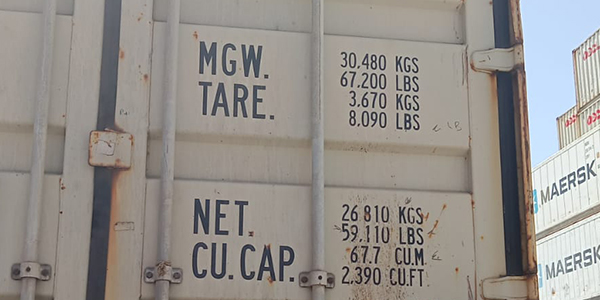 MGW. 30.480 KGS
67.200 LBS
TARE. 3.670 KGS
8.090 LBS
NET. 26 810 KGS
59.110 LBS
CU. CAP. 67.7 CU.M
2,390 CU.FT
MAERSK
MAERSK